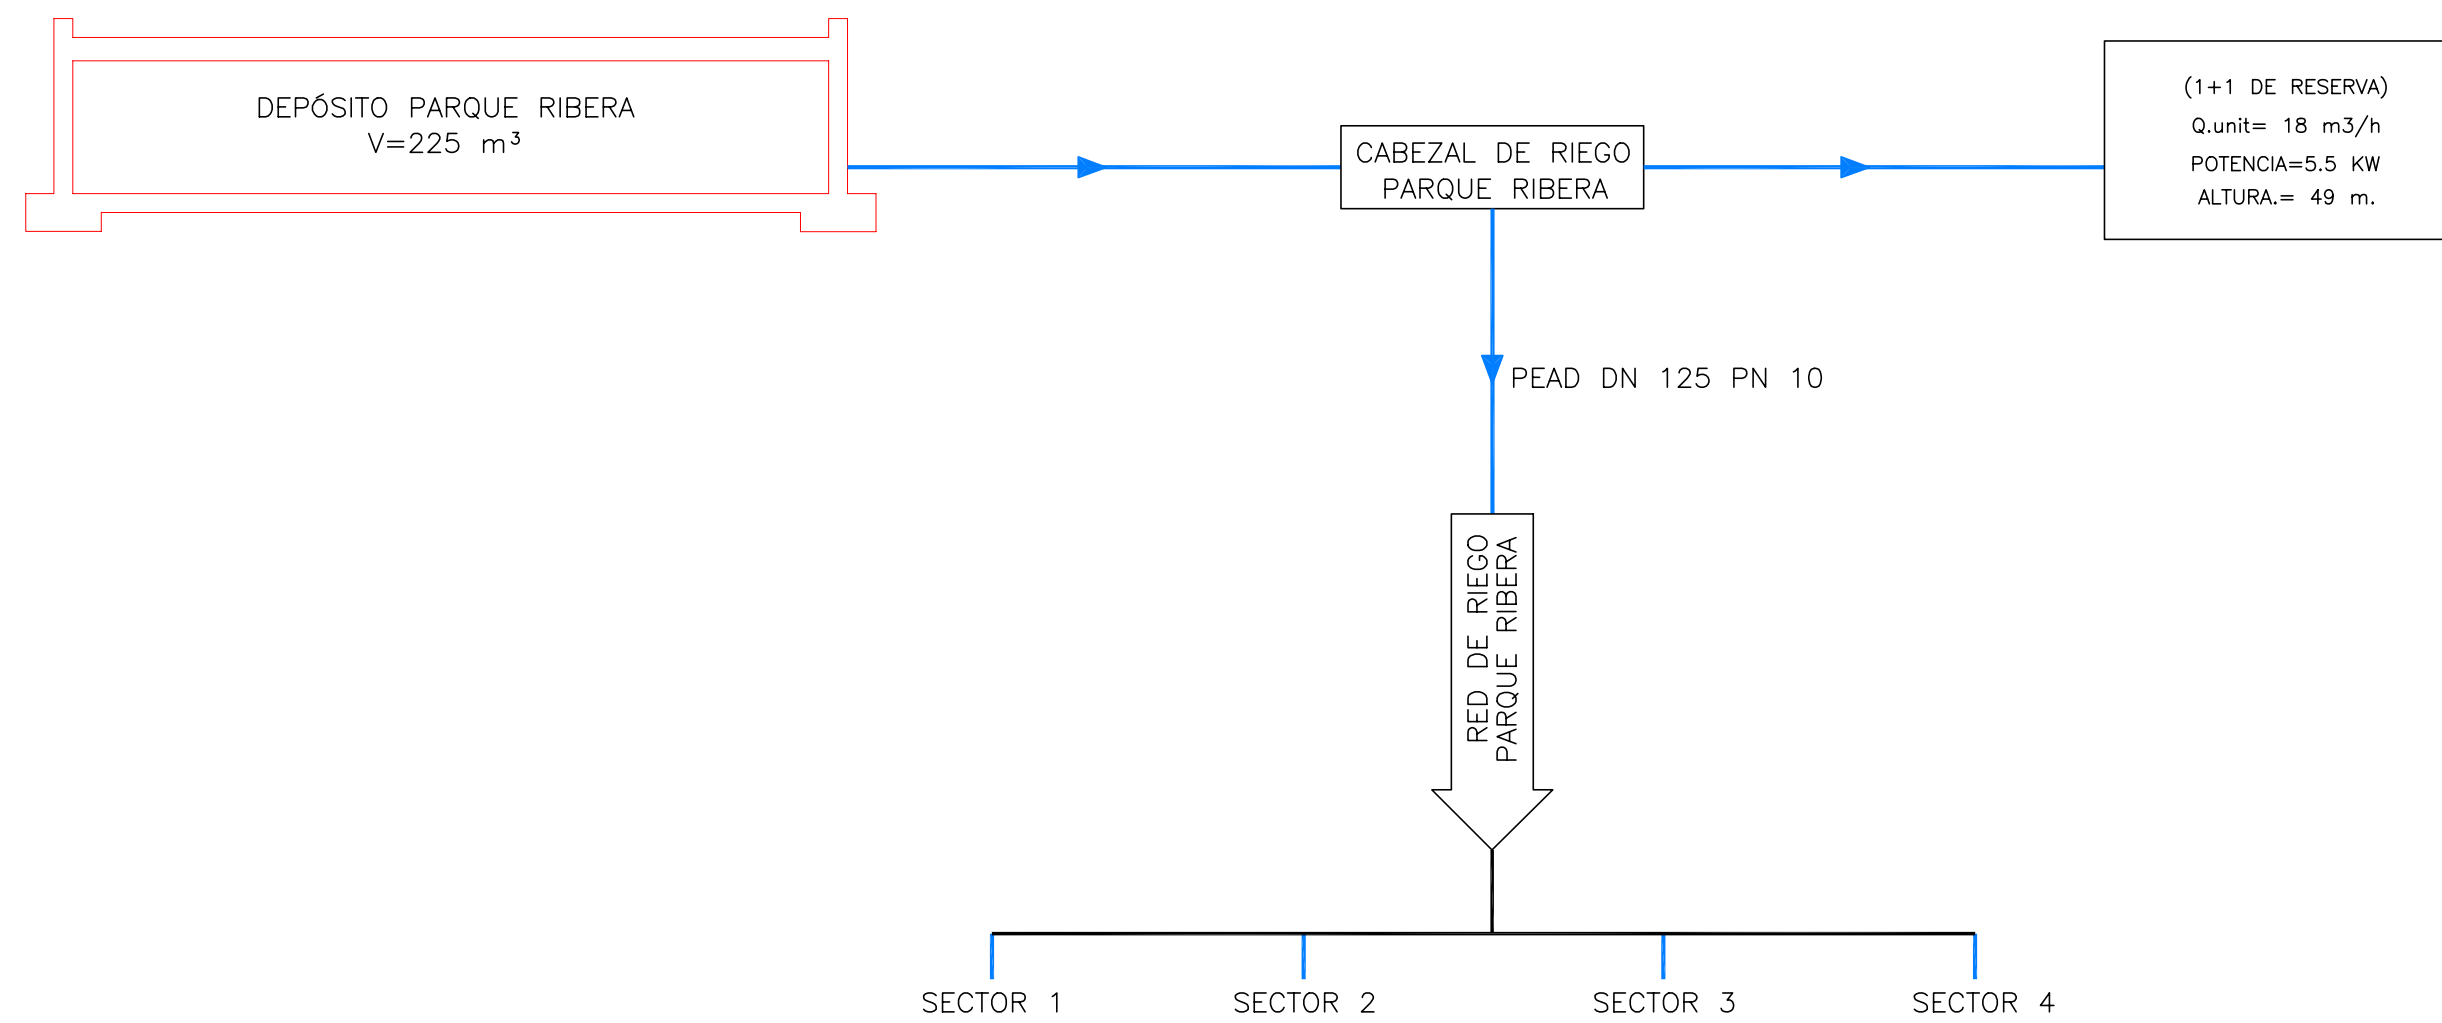 DEPÓSITO PARQUE RIBERA
V=225 m³
CABEZAL DE RIEGO
PARQUE RIBERA
(1+1 DE RESERVA)
Q.unit= 18 m3/h
POTENCIA=5.5 KW
ALTURA.= 49 m.
PEAD DN 125 PN 10
RED DE RIEGO
PARQUE RIBERA
SECTOR 1
SECTOR 2
SECTOR 3
SECTOR 4